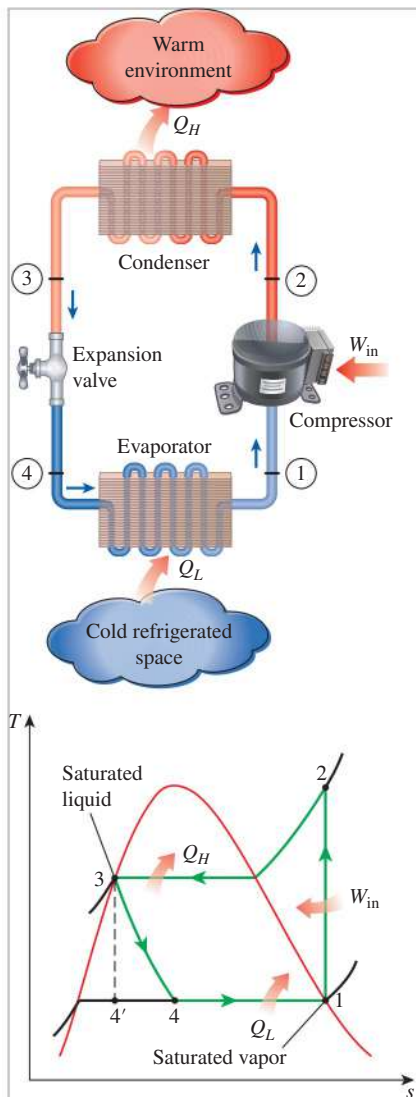 Warm
environment
Q_H
Condenser
3
2
Expansion
valve
W_in
Compressor
Evaporator
4
1
Q_L
Cold refrigerated
space
T
Saturated
liquid
2
Q_H
3
W_in
4′
4
1
Q_L
Saturated vapor
s